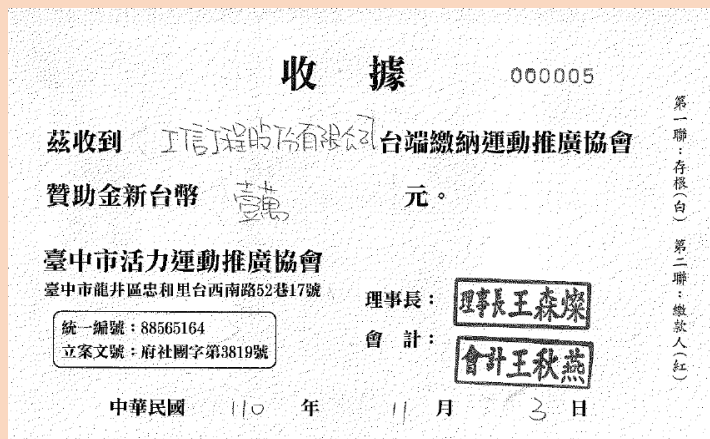 收據 000005
茲收到 工信工程股份有限公司 台端繳納運動推廣協會
贊助金新台幣 壹萬 元。
臺中市活力運動推廣協會
臺中市龍井區忠和里台西南路52巷17號
統一編號：88565164
立案文號：府社團字第3819號
理事長： 理事長王森燦
會計： 會計王秋燕
中華民國 110 年 11 月 3 日
第一聯：存根(白) 第二聯：繳款人(紅)